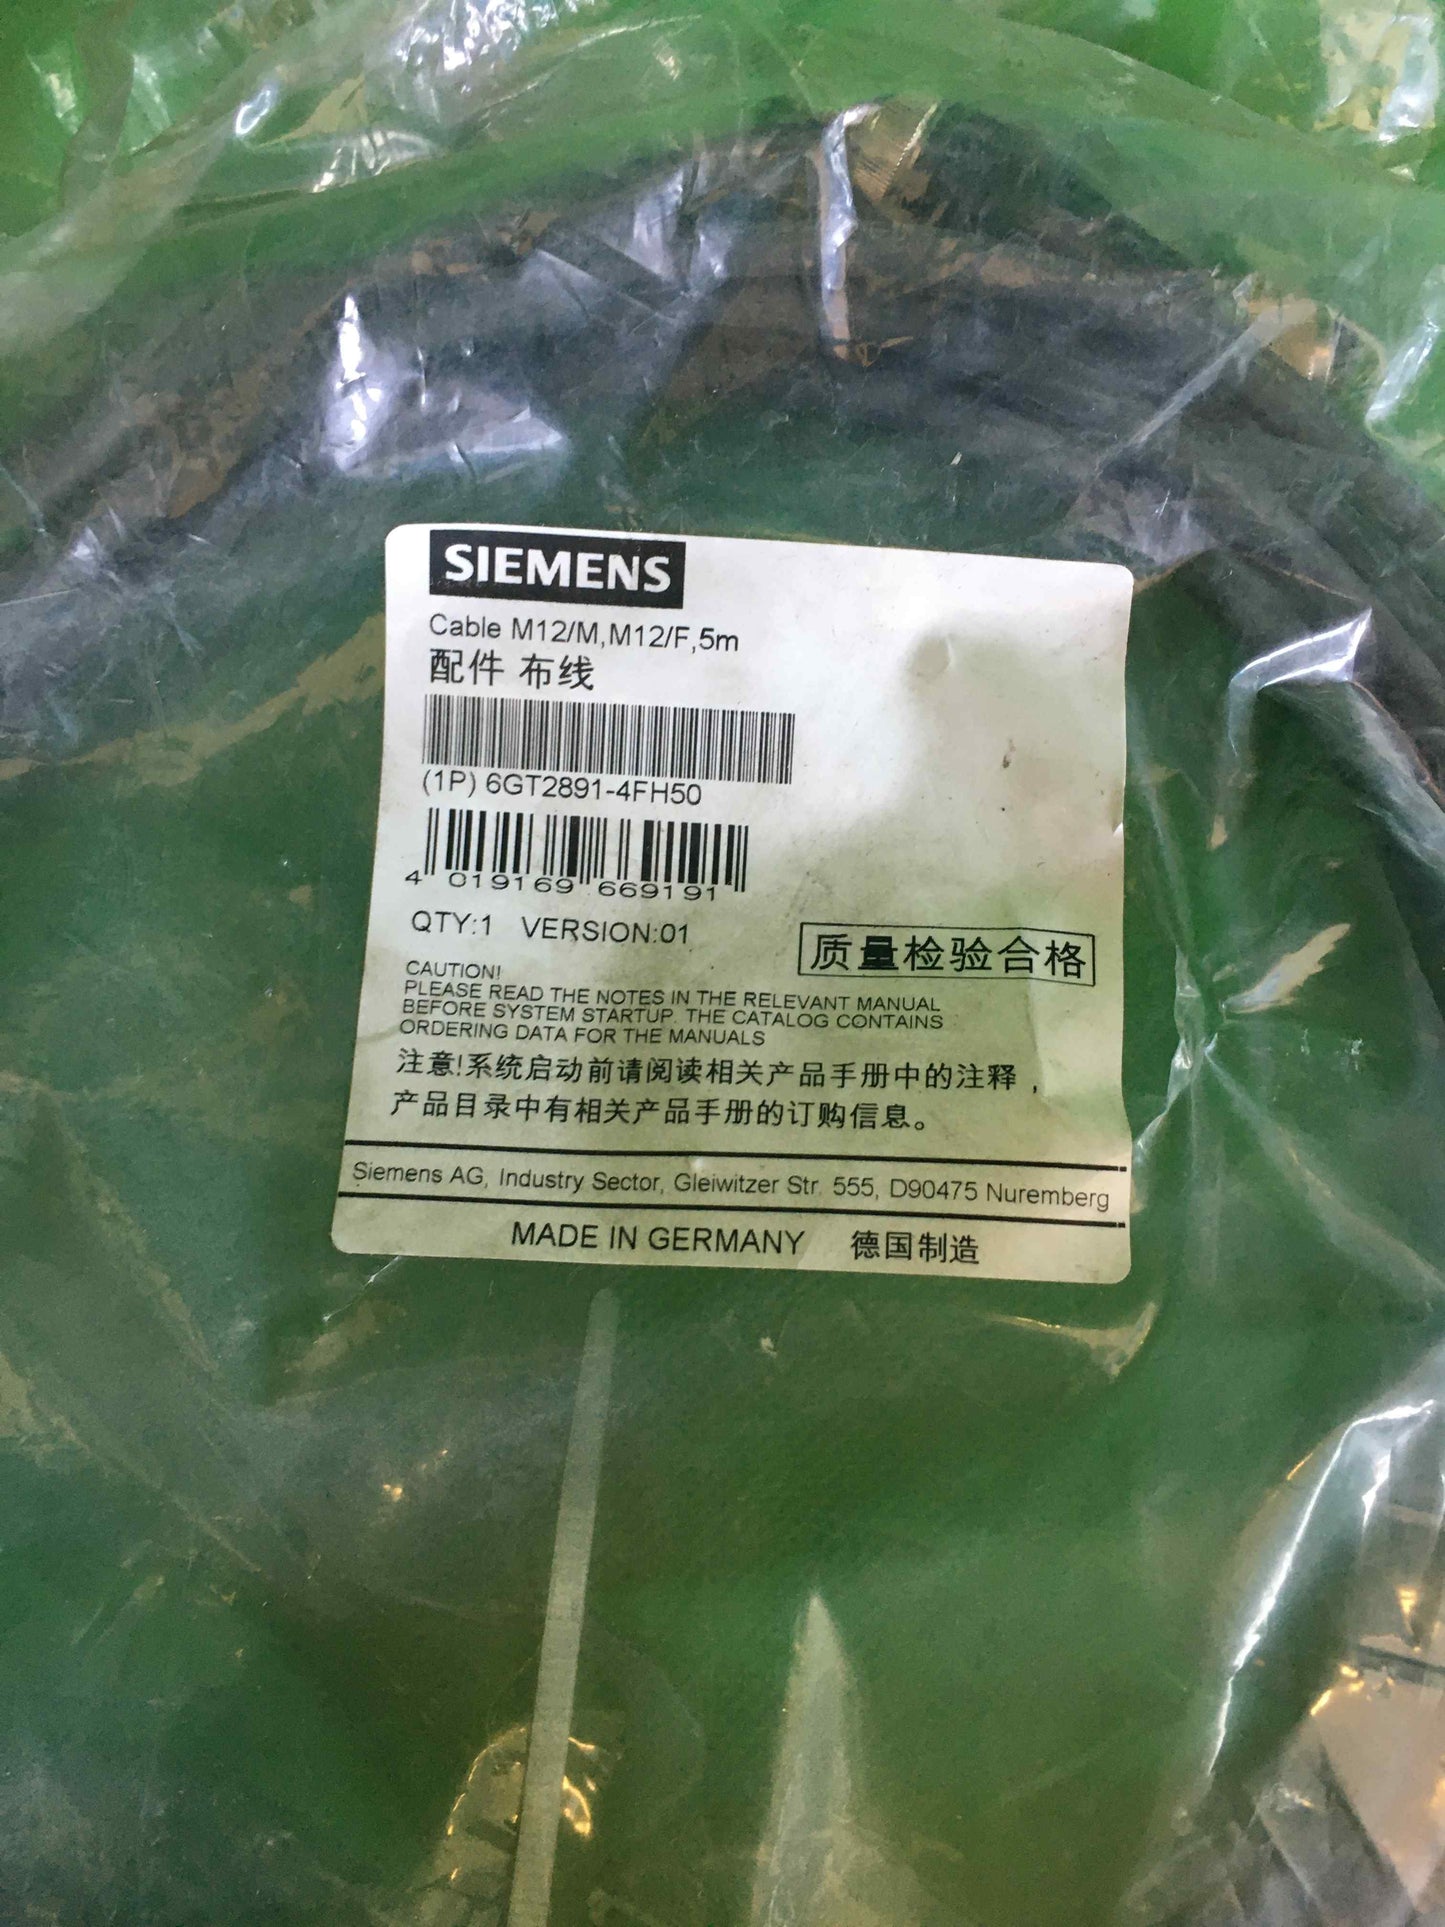 SIEMENS
Cable M12/M,M12/F,5m
配件 布线
(1P) 6GT2891-4FH50
4 019169 669191
QTY:1 VERSION:01
质量检验合格
CAUTION!
PLEASE READ THE NOTES IN THE RELEVANT MANUAL
BEFORE SYSTEM STARTUP. THE CATALOG CONTAINS
ORDERING DATA FOR THE MANUALS
注意!系统启动前请阅读相关产品手册中的注释，
产品目录中有相关产品手册的订购信息。
Siemens AG, Industry Sector, Gleiwitzer Str. 555, D90475 Nuremberg
MADE IN GERMANY 德国制造